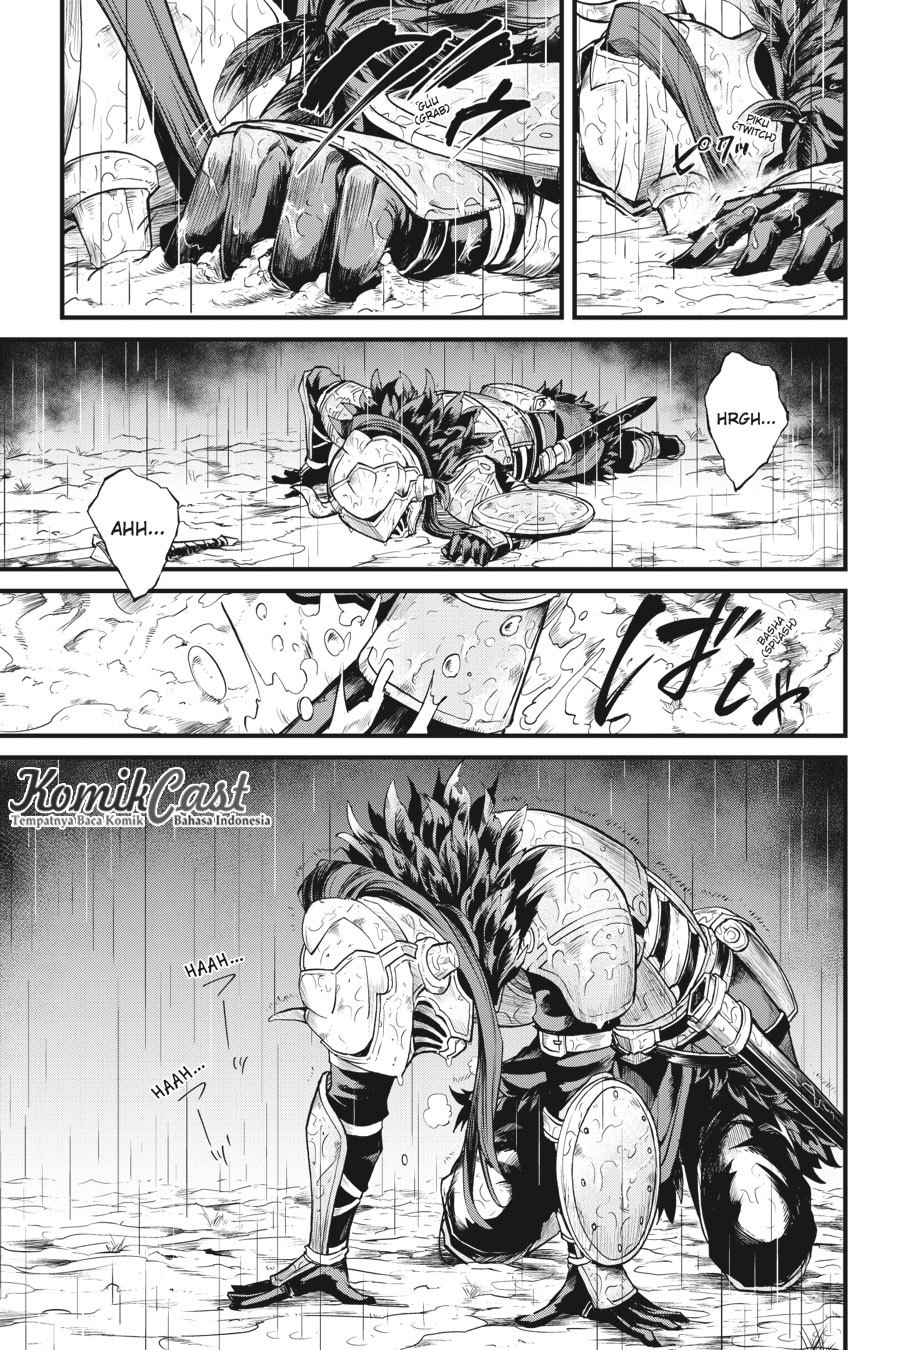 ピクッ
PIKU
(TWITCH)
グッ
GUU
(GRAB)
HRGH...
AHH...
ばしゃ
BASHA
(SPLASH)
KomikCast
Tempatnya Baca Komik Bahasa Indonesia
HAAH...
HAAH...